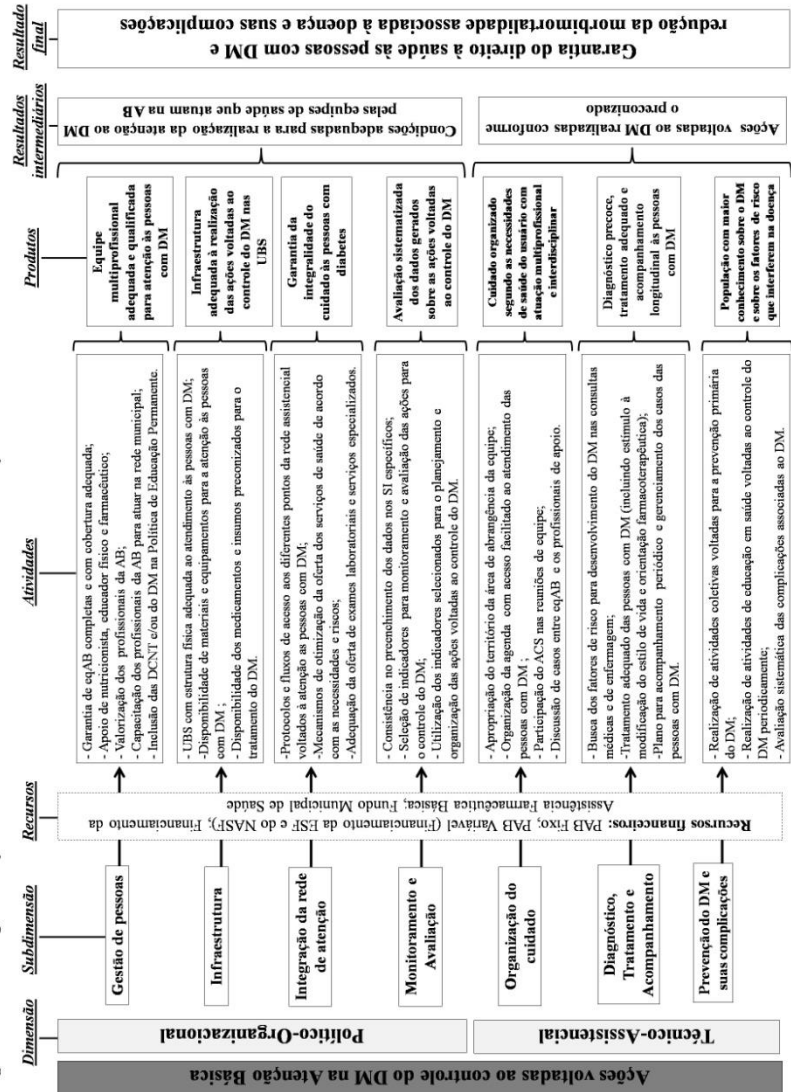 Dimensão
Subdimensão
Recursos
Atividades
Produtos
Resultados
intermediários
Resultado
final
Ações voltadas ao controle do DM na Atenção Básica
Político-Organizacional
Técnico-Assistencial
Gestão de pessoas
Infraestrutura
Integração da rede
de atenção
Monitoramento e
Avaliação
Organização do
cuidado
Diagnóstico,
Tratamento e
Acompanhamento
Prevenção do DM e
suas complicações
Recursos financeiros: PAB Fixo, PAB Variável (Financiamento da ESF e do NASF); Financiamento da
Assistência Farmacêutica Básica; Fundo Municipal de Saúde
- Garantia de eqAB completas e com cobertura adequada;
- Apoio de nutricionista, educador físico e farmacêutico;
- Valorização dos profissionais da AB;
- Capacitação dos profissionais da AB para atuar na rede municipal;
- Inclusão das DCNT e/ou do DM na Política de Educação Permanente.
- UBS com estrutura física adequada ao atendimento às pessoas com DM;
- Disponibilidade de materiais e equipamentos para a atenção às pessoas
com DM ;
- Disponibilidade dos medicamentos e insumos preconizados para o
tratamento do DM.
- Protocolos e fluxos de acesso aos diferentes pontos da rede assistencial
voltados à atenção as pessoas com DM;
- Mecanismos de otimização da oferta dos serviços de saúde de acordo
com as necessidades e riscos;
- Adequação da oferta de exames laboratoriais e serviços especializados.
- Consistência no preenchimento dos dados nos SI específicos;
- Seleção de indicadores para monitoramento e avaliação das ações para
o controle do DM;
- Utilização dos indicadores selecionados para o planejamento e
organização das ações voltadas ao controle do DM.
- Apropriação do território da área de abrangência da equipe;
- Organização da agenda com acesso facilitado ao atendimento das
pessoas com DM ;
- Participação do ACS nas reuniões de equipe;
- Discussão de casos entre eqAB e os profissionais de apoio.
- Busca dos fatores de risco para desenvolvimento do DM nas consultas
médicas e de enfermagem;
- Tratamento adequado das pessoas com DM (incluindo estímulo à
modificação do estilo de vida e orientação farmacoterapêutica);
- Plano para acompanhamento periódico e gerenciamento dos casos das
pessoas com DM.
- Realização de atividades coletivas voltadas para a prevenção primária
do DM;
- Realização de atividades de educação em saúde voltadas ao controle do
DM periodicamente;
- Avaliação sistemática das complicações associadas ao DM.
Equipe
multiprofissional
adequada e qualificada
para atenção às pessoas
com DM
Infraestrutura
adequada à realização
das ações voltadas ao
controle do DM nas
UBS
Garantia da
integralidade do
cuidado às pessoas com
diabetes
Avaliação sistematizada
dos dados gerados
sobre as ações voltadas
ao controle do DM
Cuidado organizado
segundo as necessidades
de saúde do usuário com
atuação multiprofissional
e interdisciplinar
Diagnóstico precoce,
tratamento adequado e
acompanhamento
longitudinal às pessoas
com DM
População com maior
conhecimento sobre o DM
e sobre os fatores de risco
que interferem na doença
Condições adequadas para a realização da atenção ao DM
pelas equipes de saúde que atuam na AB
Ações voltadas ao DM realizadas conforme
o preconizado
Garantia do direito à saúde às pessoas com DM e
redução da morbimortalidade associada à doença e suas complicações